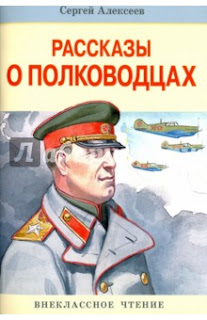 Сергей Алексеев
РАССКАЗЫ
О ПОЛКОВОДЦАХ
ВНЕКЛАССНОЕ ЧТЕНИЕ